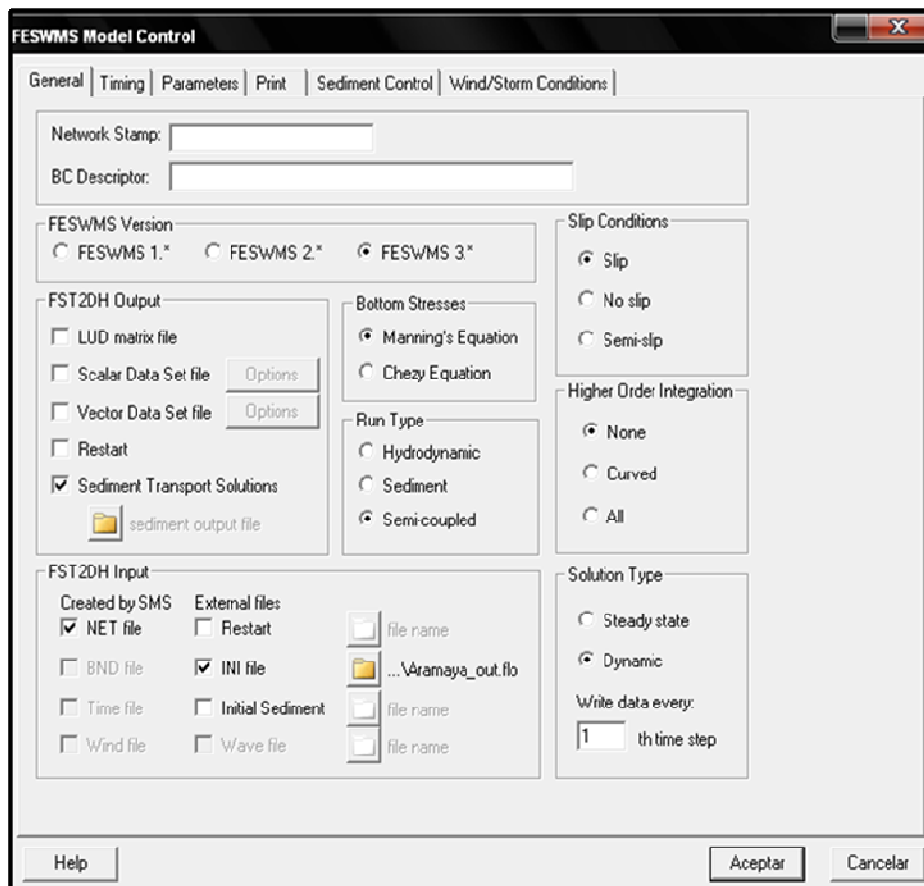 FESWMS Model Control
General Timing Parameters Print Sediment Control Wind/Storm Conditions
Network Stamp:
BC Descriptor:
FESWMS Version
FESWMS 1.* FESWMS 2.* FESWMS 3.*
Slip Conditions
Slip
No slip
Semi-slip
FST2DH Output
LUD matrix file
Scalar Data Set file Options
Vector Data Set file Options
Restart
Sediment Transport Solutions
sediment output file
Bottom Stresses
Manning's Equation
Chezy Equation
Run Type
Hydrodynamic
Sediment
Semi-coupled
Higher Order Integration
None
Curved
All
FST2DH Input
Created by SMS External files
NET file Restart file name
BND file INI file ...\Aramaya_out.flo
Time file Initial Sediment file name
Wind file Wave file file name
Solution Type
Steady state
Dynamic
Write data every:
1 th time step
Help Aceptar Cancelar